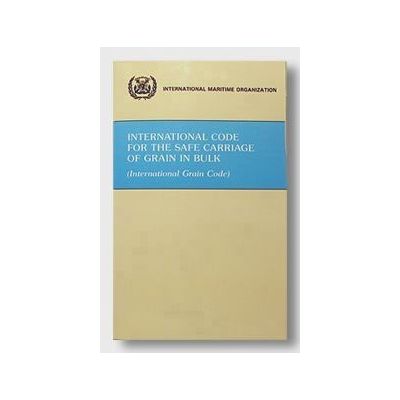 INTERNATIONAL MARITIME ORGANIZATION
INTERNATIONAL CODE
FOR THE SAFE CARRIAGE
OF GRAIN IN BULK
(International Grain Code)